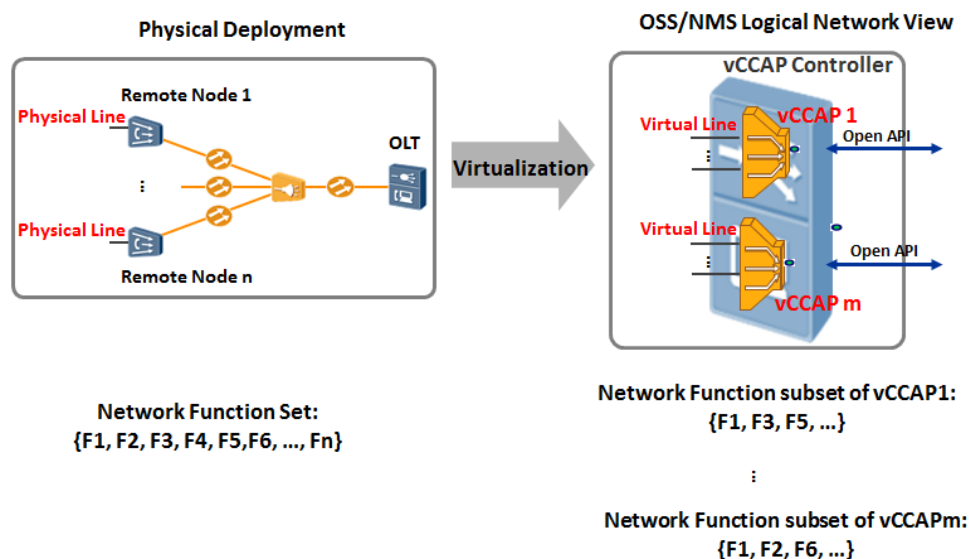 Physical Deployment
OSS/NMS Logical Network View
vCCAP Controller
Remote Node 1
Physical Line
OLT
...
Physical Line
Remote Node n
Virtualization
vCCAP 1
Virtual Line
...
Open API
Virtual Line
...
Open API
vCCAP m
Network Function Set:
{F1, F2, F3, F4, F5,F6, ..., Fn}
Network Function subset of vCCAP1:
{F1, F3, F5, ...}
...
Network Function subset of vCCAPm:
{F1, F2, F6, ...}